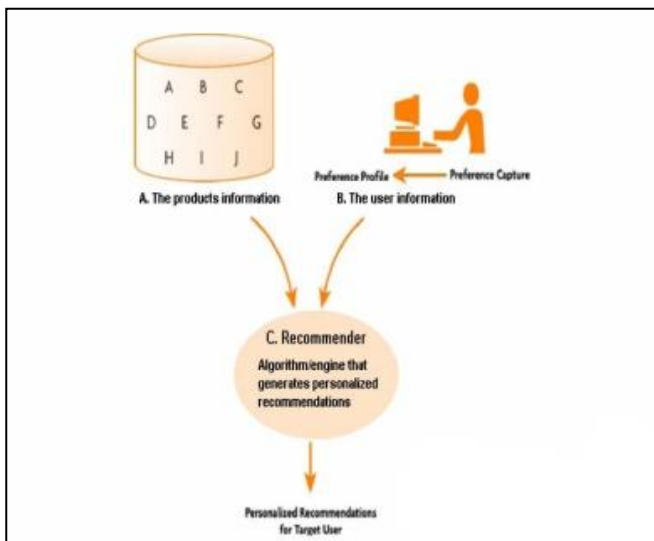 A B C
D E F G
H I J
Preference Profile Preference Capture
A. The products information
B. The user information
C. Recommender
Algorithm/engine that
generates personalized
recommendations
Personalized Recommendations
for Target User